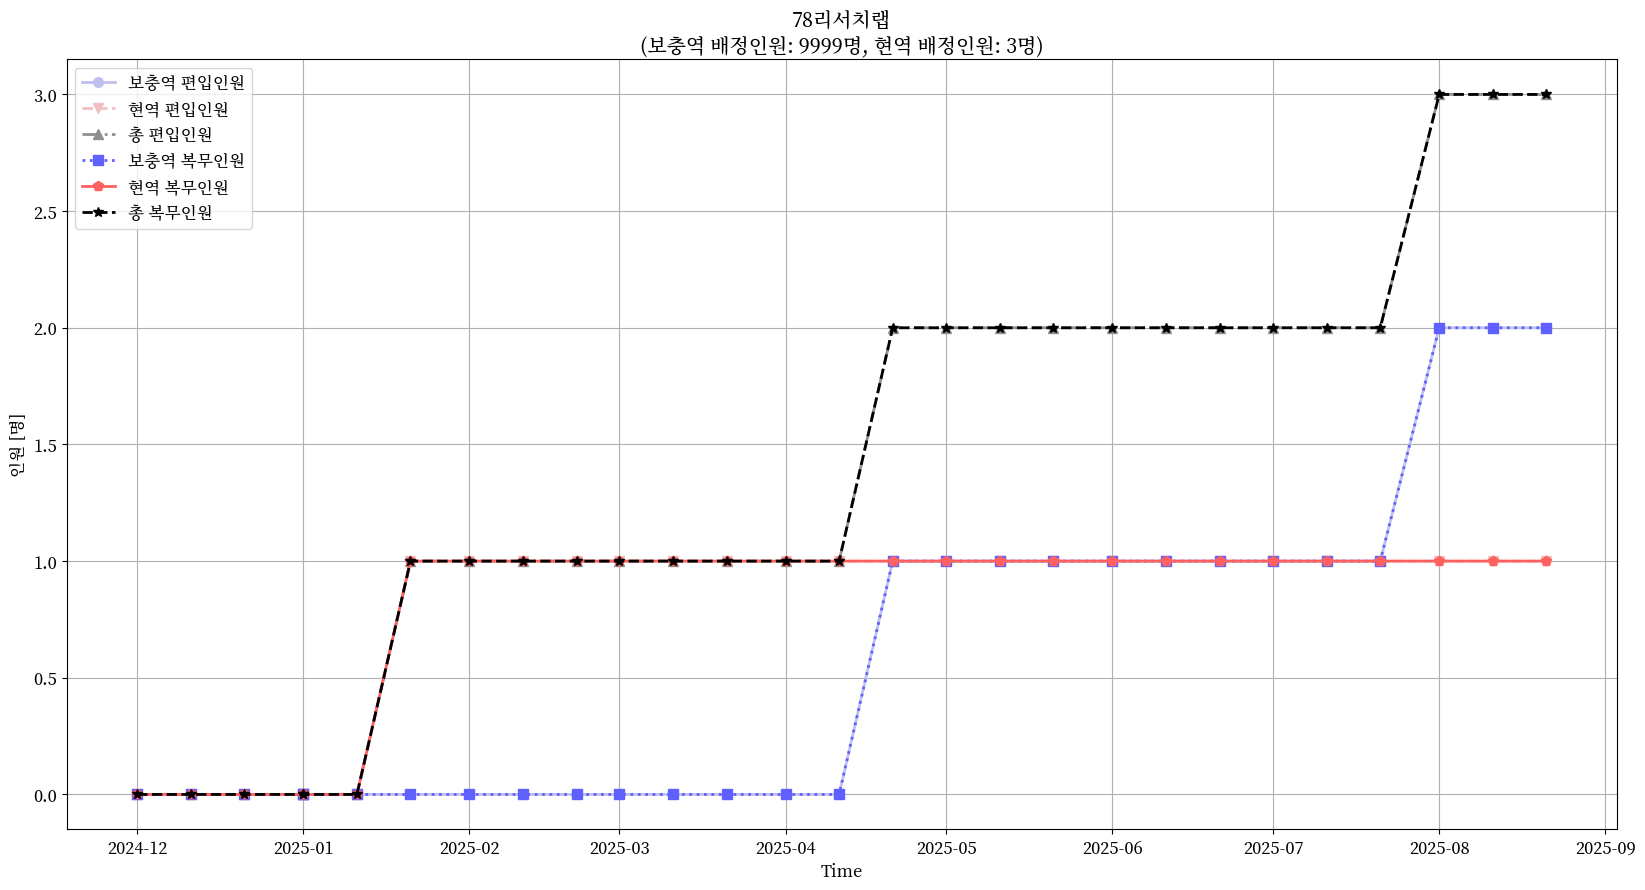 78리서치랩
(보충역 배정인원: 9999명, 현역 배정인원: 3명)
보충역 편입인원
현역 편입인원
총 편입인원
보충역 복무인원
현역 복무인원
총 복무인원
3.0
2.5
2.0
1.5
1.0
0.5
0.0
인원 [명]
2024-12 2025-01 2025-02 2025-03 2025-04 2025-05 2025-06 2025-07 2025-08 2025-09
Time